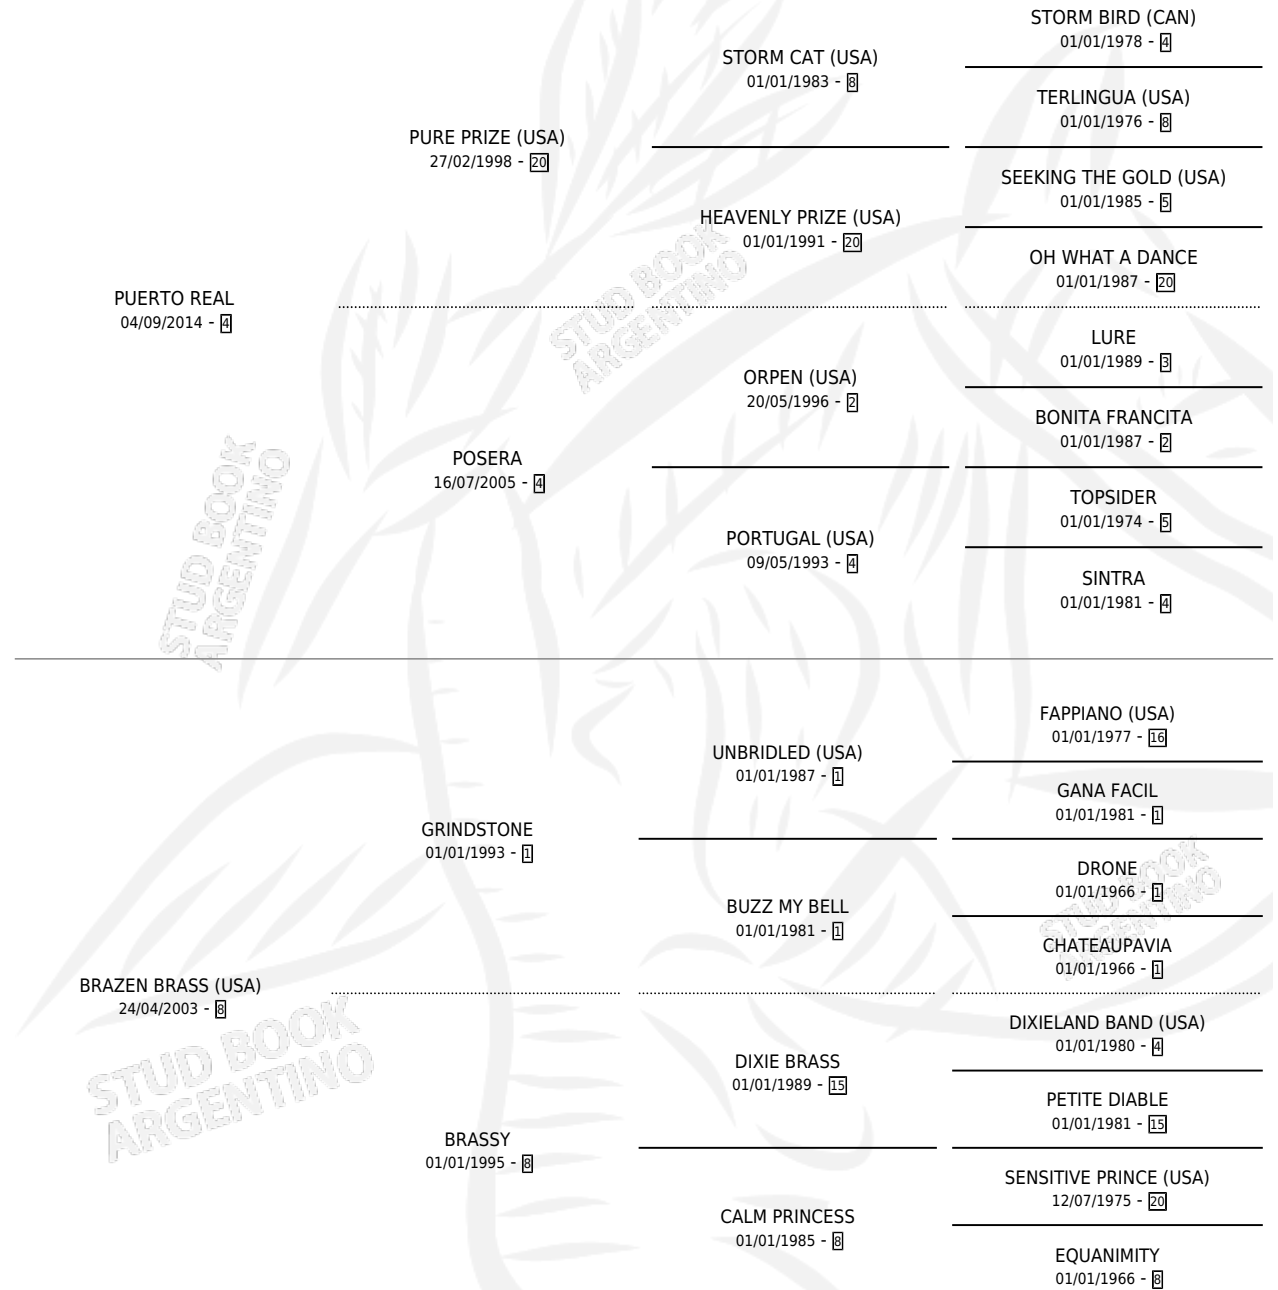 STORM BIRD (CAN)
01/01/1978 - 4
STORM CAT (USA)
01/01/1983 - 8
TERLINGUA (USA)
01/01/1976 - 8
PURE PRIZE (USA)
27/02/1998 - 20
SEEKING THE GOLD (USA)
01/01/1985 - 5
HEAVENLY PRIZE (USA)
01/01/1991 - 20
OH WHAT A DANCE
01/01/1987 - 20
PUERTO REAL
04/09/2014 - 4
LURE
01/01/1989 - 3
ORPEN (USA)
20/05/1996 - 2
BONITA FRANCITA
01/01/1987 - 2
POSERA
16/07/2005 - 4
TOPSIDER
01/01/1974 - 5
PORTUGAL (USA)
09/05/1993 - 4
SINTRA
01/01/1981 - 4
STUD BOOK
ARGENTINO
STUD BOOK
ARGENTINO
FAPPIANO (USA)
01/01/1977 - 16
UNBRIDLED (USA)
01/01/1987 - 1
GANA FACIL
01/01/1981 - 1
GRINDSTONE
01/01/1993 - 1
DRONE
01/01/1966 - 1
BUZZ MY BELL
01/01/1981 - 1
CHATEAUPAVIA
01/01/1966 - 1
BRAZEN BRASS (USA)
24/04/2003 - 8
DIXIELAND BAND (USA)
01/01/1980 - 4
DIXIE BRASS
01/01/1989 - 15
PETITE DIABLE
01/01/1981 - 15
BRASSY
01/01/1995 - 8
SENSITIVE PRINCE (USA)
12/07/1975 - 20
CALM PRINCESS
01/01/1985 - 8
EQUANIMITY
01/01/1966 - 8
STUD BOOK
ARGENTINO
STUD BOOK
ARGENTINO